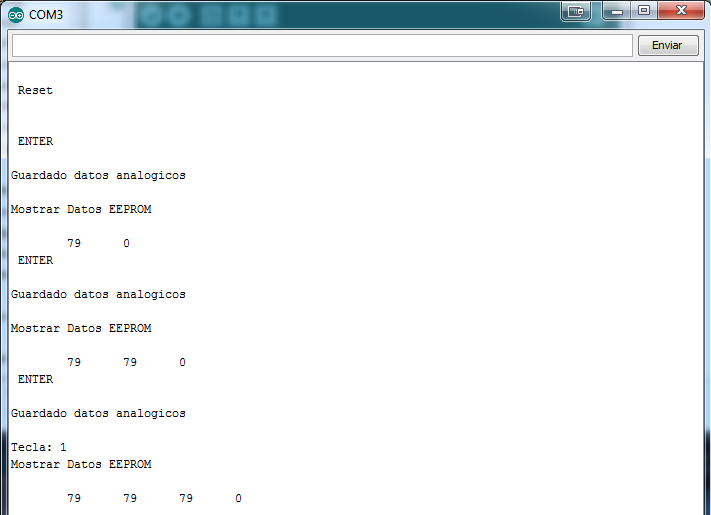 COM3
Enviar
Reset
ENTER
Guardado datos analogicos
Mostrar Datos EEPROM
79 0
ENTER
Guardado datos analogicos
Mostrar Datos EEPROM
79 79 0
ENTER
Guardado datos analogicos
Tecla: 1
Mostrar Datos EEPROM
79 79 79 0